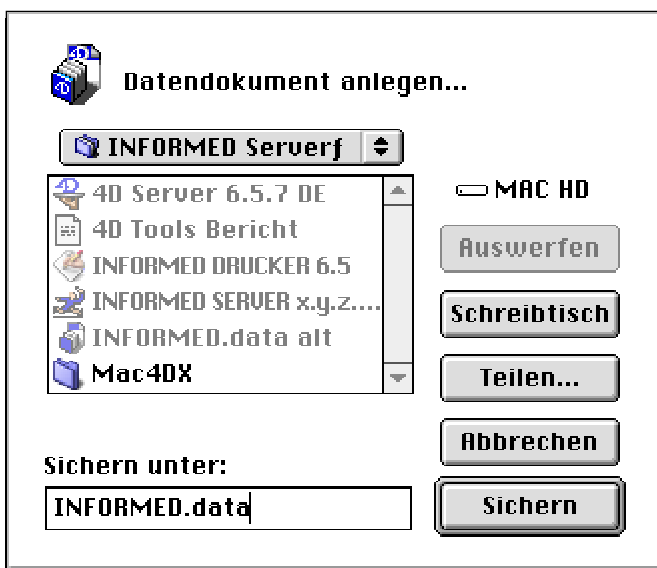 Datendokument anlegen...
INFORMED Serverƒ
4D Server 6.5.7 DE
4D Tools Bericht
INFORMED DRUCKER 6.5
INFORMED SERVER x.y.z....
INFORMED.data alt
Mac4DX
MAC HD
Auswerfen
Schreibtisch
Teilen...
Abbrechen
Sichern
Sichern unter:
INFORMED.data